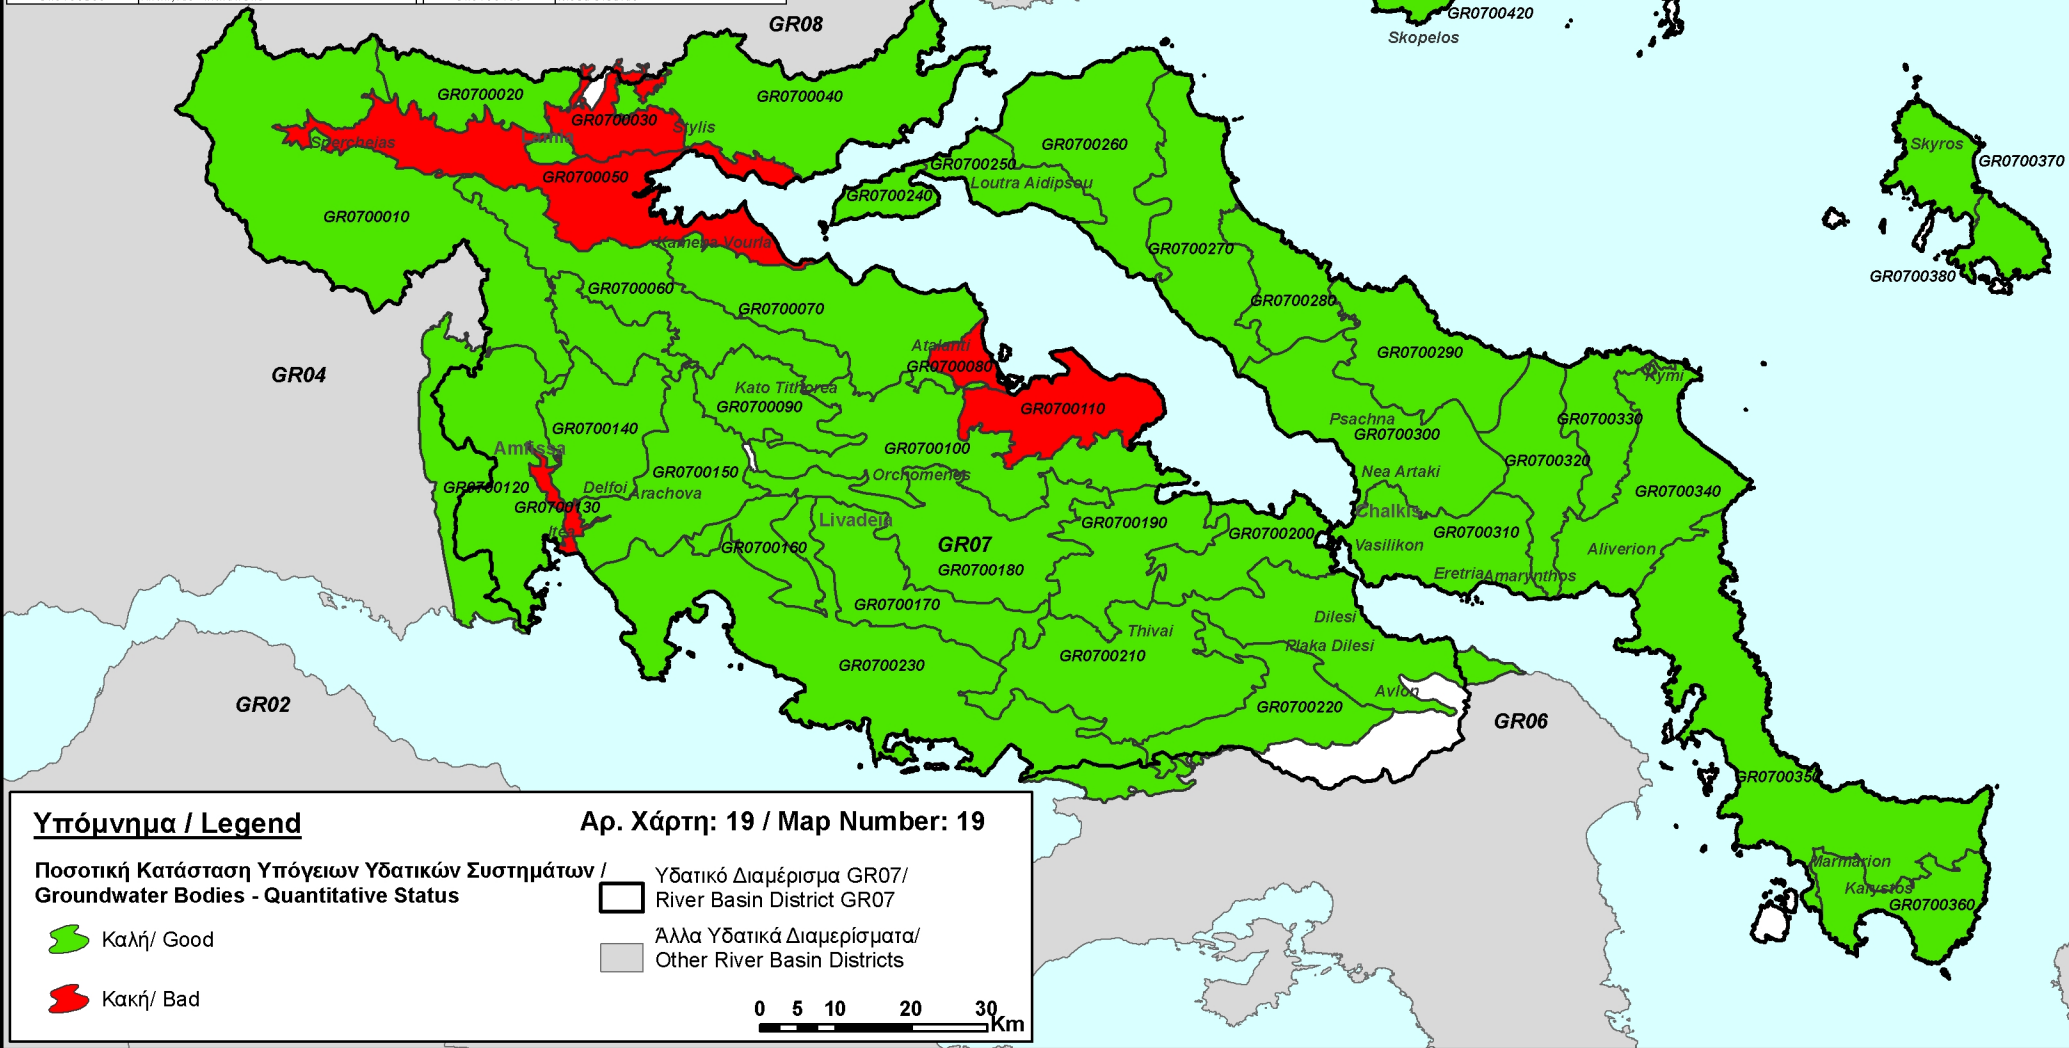 GR08
GR0700420
Skopelos
GR0700020
GR0700040
GR0700030
Lamia
Stylis
Spercheias
GR0700050
GR0700010
Kamena Vourla
GR0700260
GR0700250
Loutra Aidipsou
GR0700240
GR0700270
GR0700280
Skyros
GR0700370
GR0700380
GR0700060
GR0700070
Atalanti
GR0700080
GR04
Kato Tithorea
GR0700090
GR0700110
GR0700290
Kymi
GR0700140
Amfissa
GR0700100
Psachna
GR0700300
GR0700330
GR0700150
Orchomenos
Nea Artaki
GR0700320
GR0700120
Delfoi
Arachova
GR0700340
GR0700130
Itea
Livadeia
GR0700190
Chalkis
GR0700200
GR0700310
GR0700160
GR07
GR0700180
Vasilikon
Aliverion
Eretria
Amarynthos
GR0700170
Dilesi
Thivai
Plaka Dilesi
GR0700230
GR0700210
Avlon
GR0700220
GR02
GR06
GR0700350
Marmarion
Karystos
GR0700360
Υπόμνημα / Legend
Αρ. Χάρτη: 19 / Map Number: 19
Ποσοτική Κατάσταση Υπόγειων Υδατικών Συστημάτων /
Groundwater Bodies - Quantitative Status
Καλή/ Good
Κακή/ Bad
Υδατικό Διαμέρισμα GR07/
River Basin District GR07
Άλλα Υδατικά Διαμερίσματα/
Other River Basin Districts
0 5 10 20 30
Km